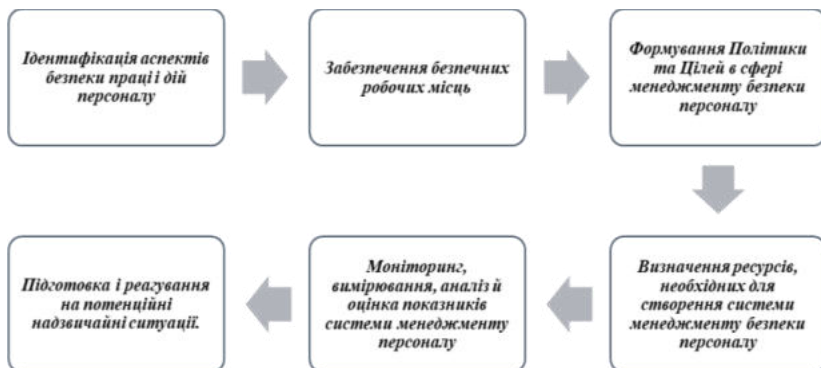 Ідентифікація аспектів
безпеки праці і дій
персоналу
Забезпечення безпечних
робочих місць
Формування Політики
та Цілей в сфері
менеджменту безпеки
персоналу
Визначення ресурсів,
необхідних для
створення системи
менеджменту безпеки
персоналу
Моніторинг,
вимірювання, аналіз й
оцінка показників
системи менеджменту
персоналу
Підготовка і реагування
на потенційні
надзвичайні ситуації.